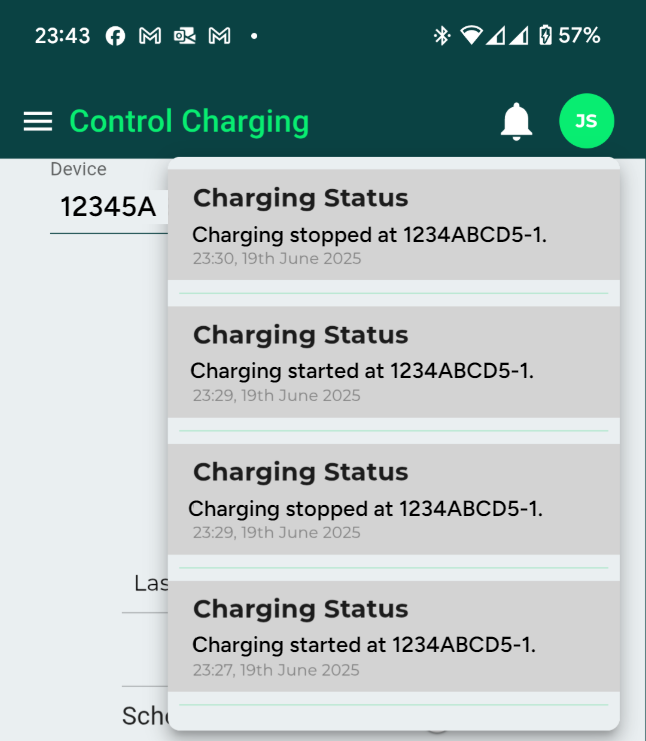 23:43 57%
Control Charging JS
Device
12345A
Charging Status
Charging stopped at 1234ABCD5-1.
23:30, 19th June 2025
Charging Status
Charging started at 1234ABCD5-1.
23:29, 19th June 2025
Charging Status
Charging stopped at 1234ABCD5-1.
23:29, 19th June 2025
Las
Charging Status
Charging started at 1234ABCD5-1.
23:27, 19th June 2025
Sch